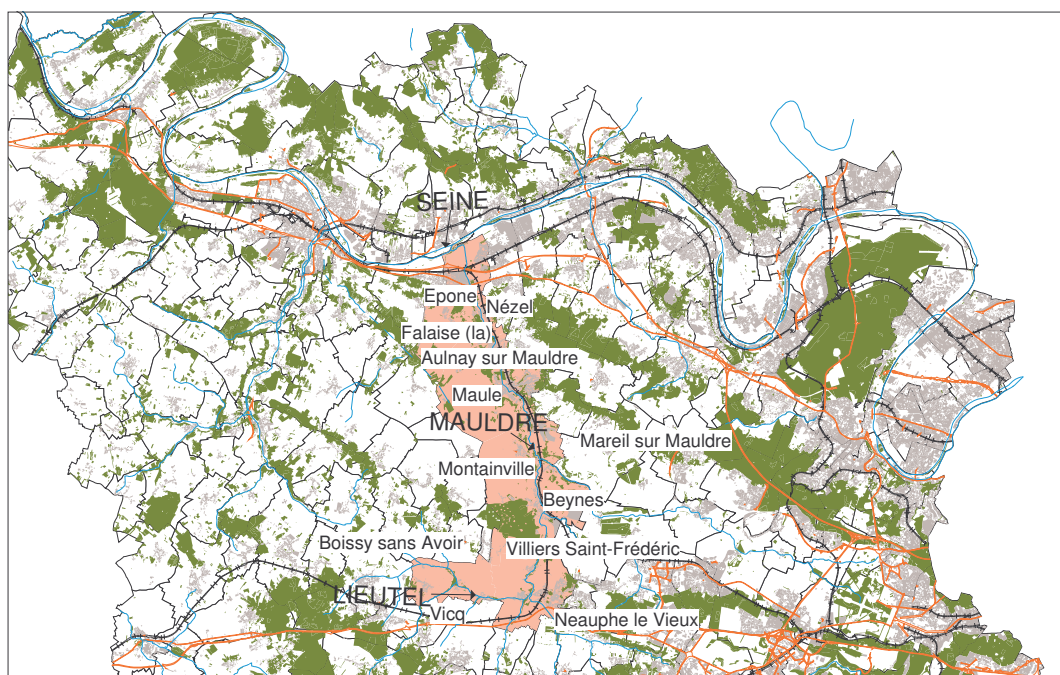 SEINE
Epone
Nézel
Falaise (la)
Aulnay sur Mauldre
Maule
MAULDRE
Mareil sur Mauldre
Montainville
Beynes
Boissy sans Avoir
Villiers Saint-Frédéric
LIEUTEL
Vicq
Neauphe le Vieux